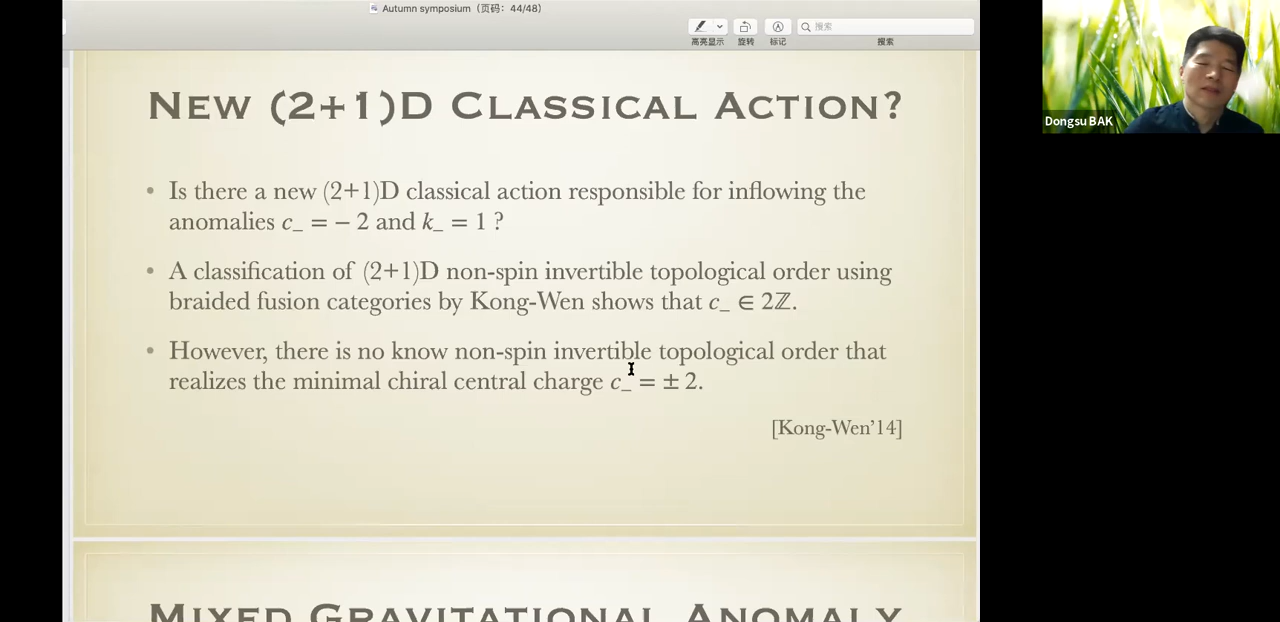 Autumn symposium（页码：44/48）
搜索
高亮显示
旋转
标记
搜索
New (2+1)D Classical Action?
• Is there a new (2+1)D classical action responsible for inflowing the
anomalies c_ = − 2 and k_ = 1 ?
• A classification of (2+1)D non-spin invertible topological order using
braided fusion categories by Kong-Wen shows that c_ ∈ 2ℤ.
• However, there is no know non-spin invertible topological order that
realizes the minimal chiral central charge c_ = ± 2.
[Kong-Wen’14]
Mixed Gravitational Anomaly
Dongsu BAK